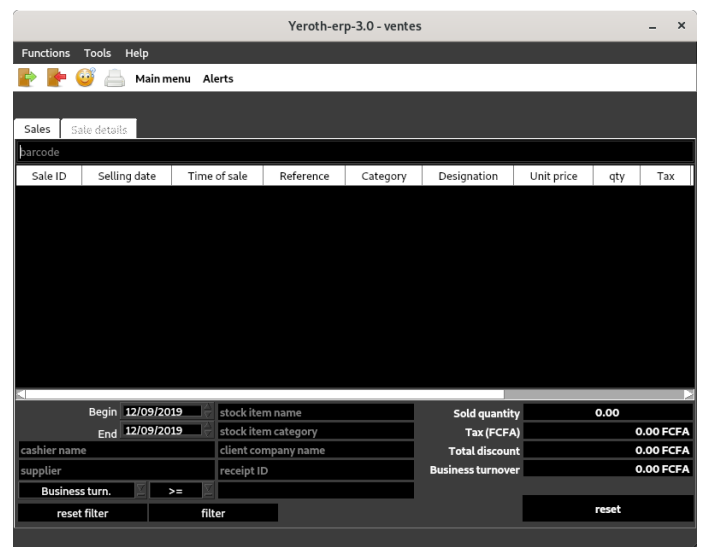 Yeroth-erp-3.0 - ventes
Functions Tools Help
Main menu Alerts
Sales Sale details
barcode
Sale ID Selling date Time of sale Reference Category Designation Unit price qty Tax
Begin 12/09/2019 stock item name Sold quantity 0.00
End 12/09/2019 stock item category Tax (FCFA) 0.00 FCFA
cashier name client company name Total discount 0.00 FCFA
supplier receipt ID Business turnover 0.00 FCFA
Business turn. >=
reset filter filter reset